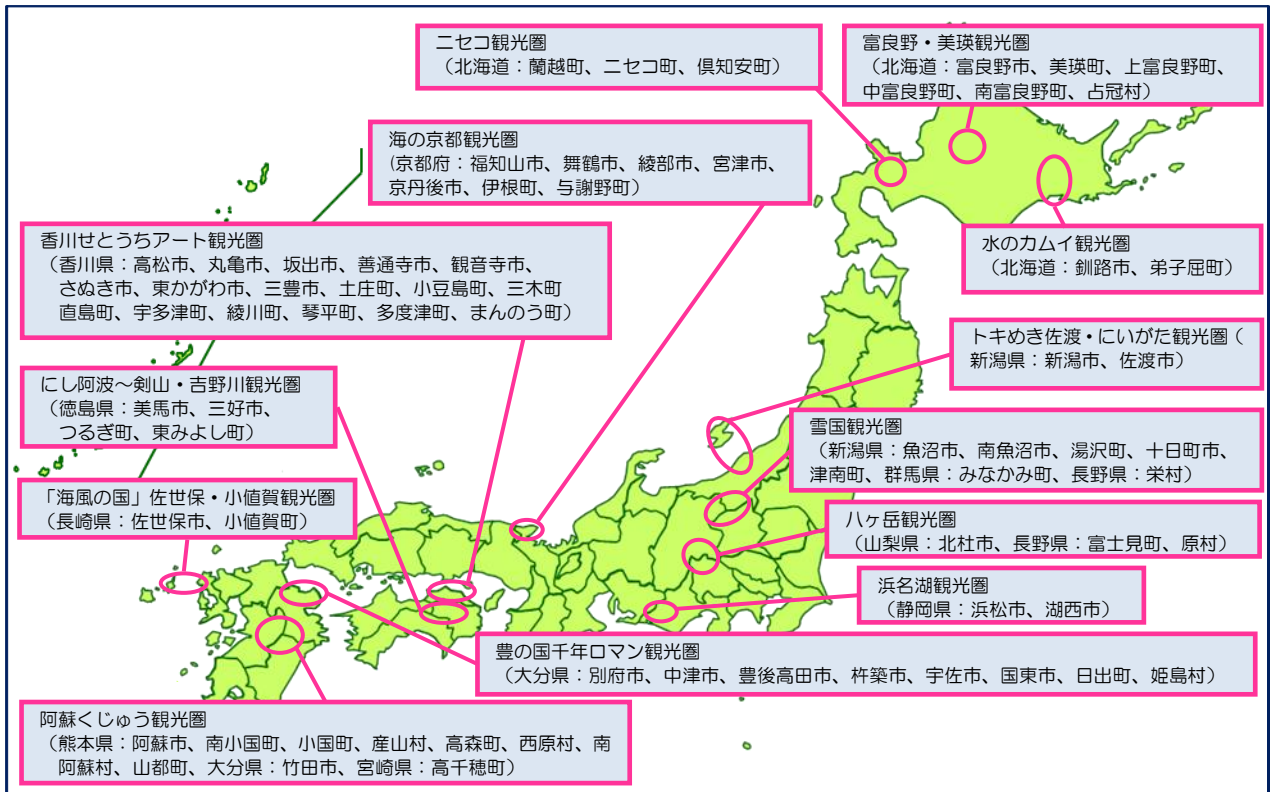 ニセコ観光圏
（北海道：蘭越町、ニセコ町、倶知安町）
富良野・美瑛観光圏
（北海道：富良野市、美瑛町、上富良野町、
中富良野町、南富良野町、占冠村）
海の京都観光圏
(京都府：福知山市、舞鶴市、綾部市、宮津市、
京丹後市、伊根町、与謝野町）
香川せとうちアート観光圏
（香川県：高松市、丸亀市、坂出市、善通寺市、観音寺市、
さぬき市、東かがわ市、三豊市、土庄町、小豆島町、三木町
直島町、宇多津町、綾川町、琴平町、多度津町、まんのう町）
水のカムイ観光圏
（北海道：釧路市、弟子屈町）
トキめき佐渡・にいがた観光圏（
新潟県：新潟市、佐渡市）
にし阿波～剣山・吉野川観光圏
（徳島県：美馬市、三好市、
つるぎ町、東みよし町）
雪国観光圏
（新潟県：魚沼市、南魚沼市、湯沢町、十日町市、
津南町、群馬県：みなかみ町、長野県：栄村）
「海風の国」佐世保・小値賀観光圏
（長崎県：佐世保市、小値賀町）
八ヶ岳観光圏
（山梨県：北杜市、長野県：富士見町、原村）
浜名湖観光圏
（静岡県：浜松市、湖西市）
豊の国千年ロマン観光圏
（大分県：別府市、中津市、豊後高田市、杵築市、宇佐市、国東市、日出町、姫島村）
阿蘇くじゅう観光圏
（熊本県：阿蘇市、南小国町、小国町、産山村、高森町、西原村、南
阿蘇村、山都町、大分県：竹田市、宮崎県：高千穂町）